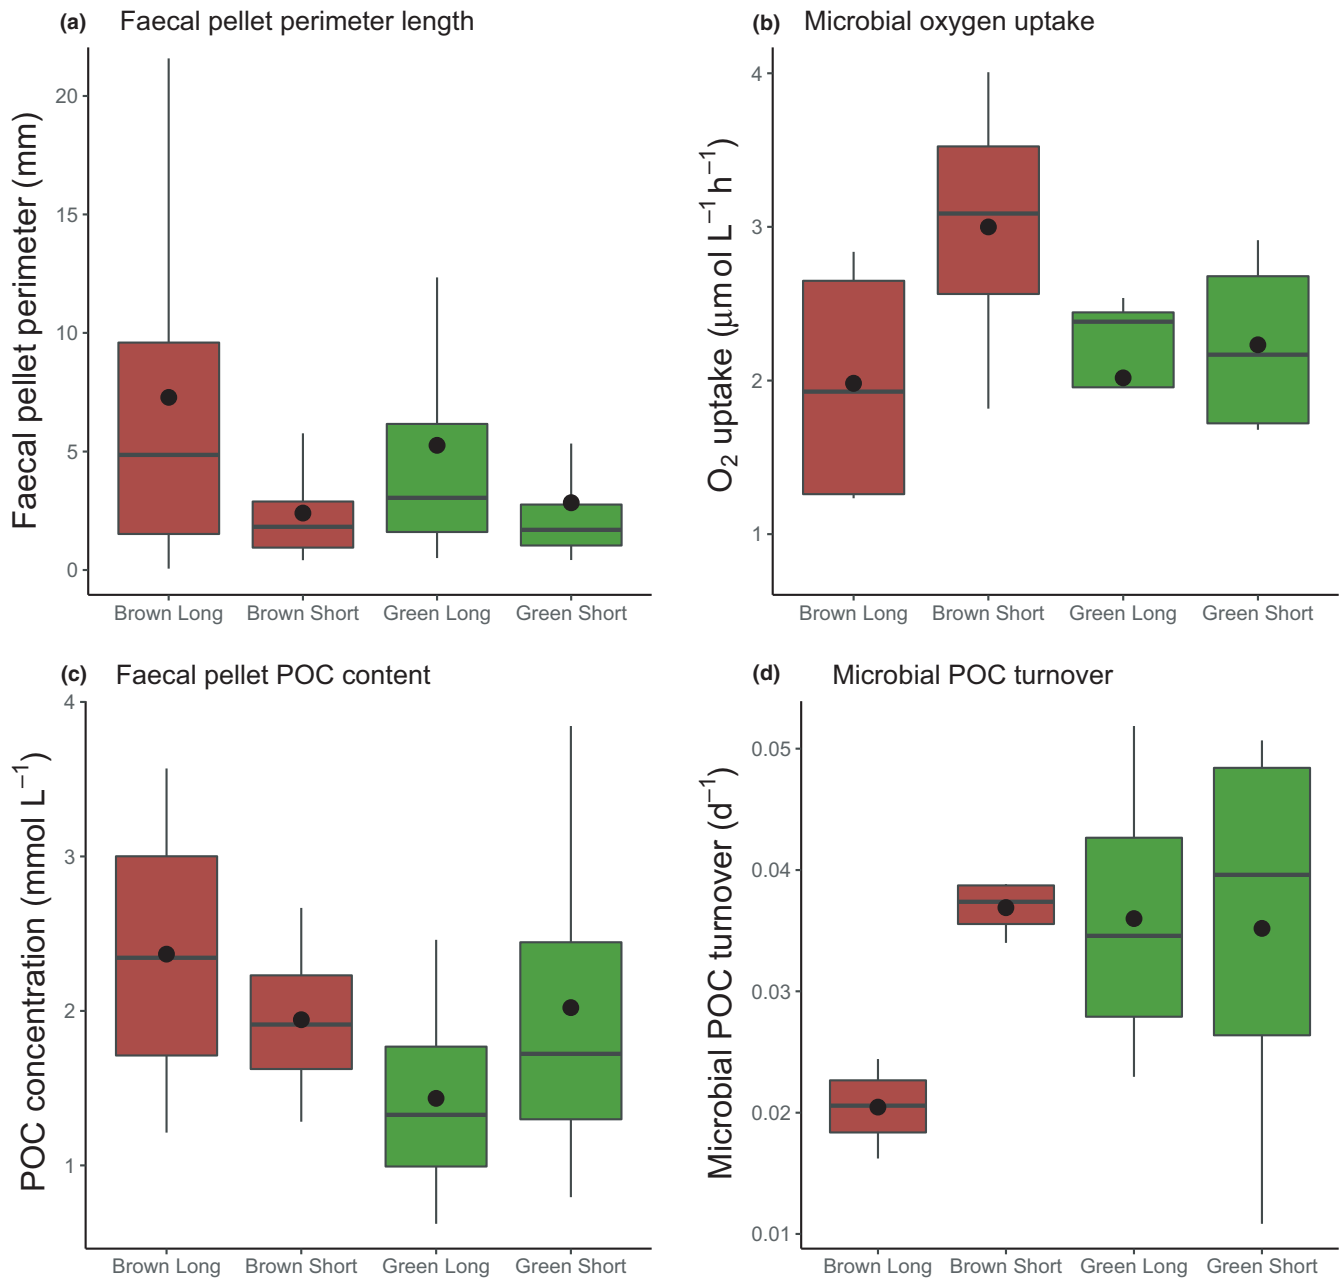 (a) Faecal pellet perimeter length
Faecal pellet perimeter (mm)
20
15
10
5
0
Brown Long Brown Short Green Long Green Short
(b) Microbial oxygen uptake
O₂ uptake (μm ol L⁻¹ h⁻¹)
4
3
2
1
Brown Long Brown Short Green Long Green Short
(c) Faecal pellet POC content
POC concentration (mmol L⁻¹)
4
3
2
1
Brown Long Brown Short Green Long Green Short
(d) Microbial POC turnover
Microbial POC turnover (d⁻¹)
0.05
0.04
0.03
0.02
0.01
Brown Long Brown Short Green Long Green Short